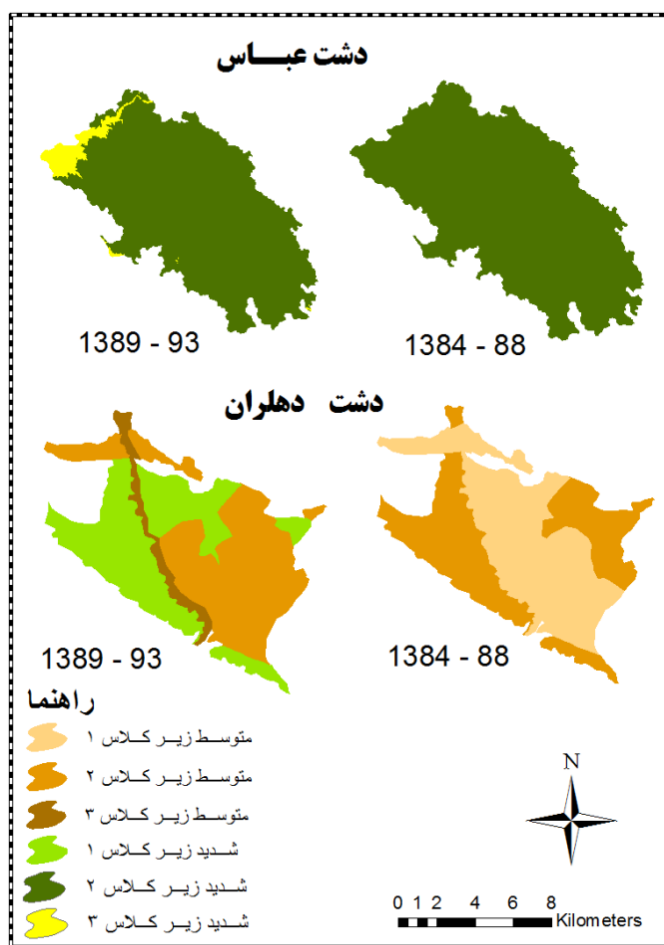 دشت عبـــاس
1389 - 93
1384 - 88
دشت دهلران
1389 - 93
1384 - 88
راهنما
متوسط زیر کلاس ۱
متوسط زیر کلاس ۲
متوسط زیر کلاس ۳
شدید زیر کلاس ۱
شدید زیر کلاس ۲
شدید زیر کلاس ۳
N
0 1 2 4 6 8
Kilometers